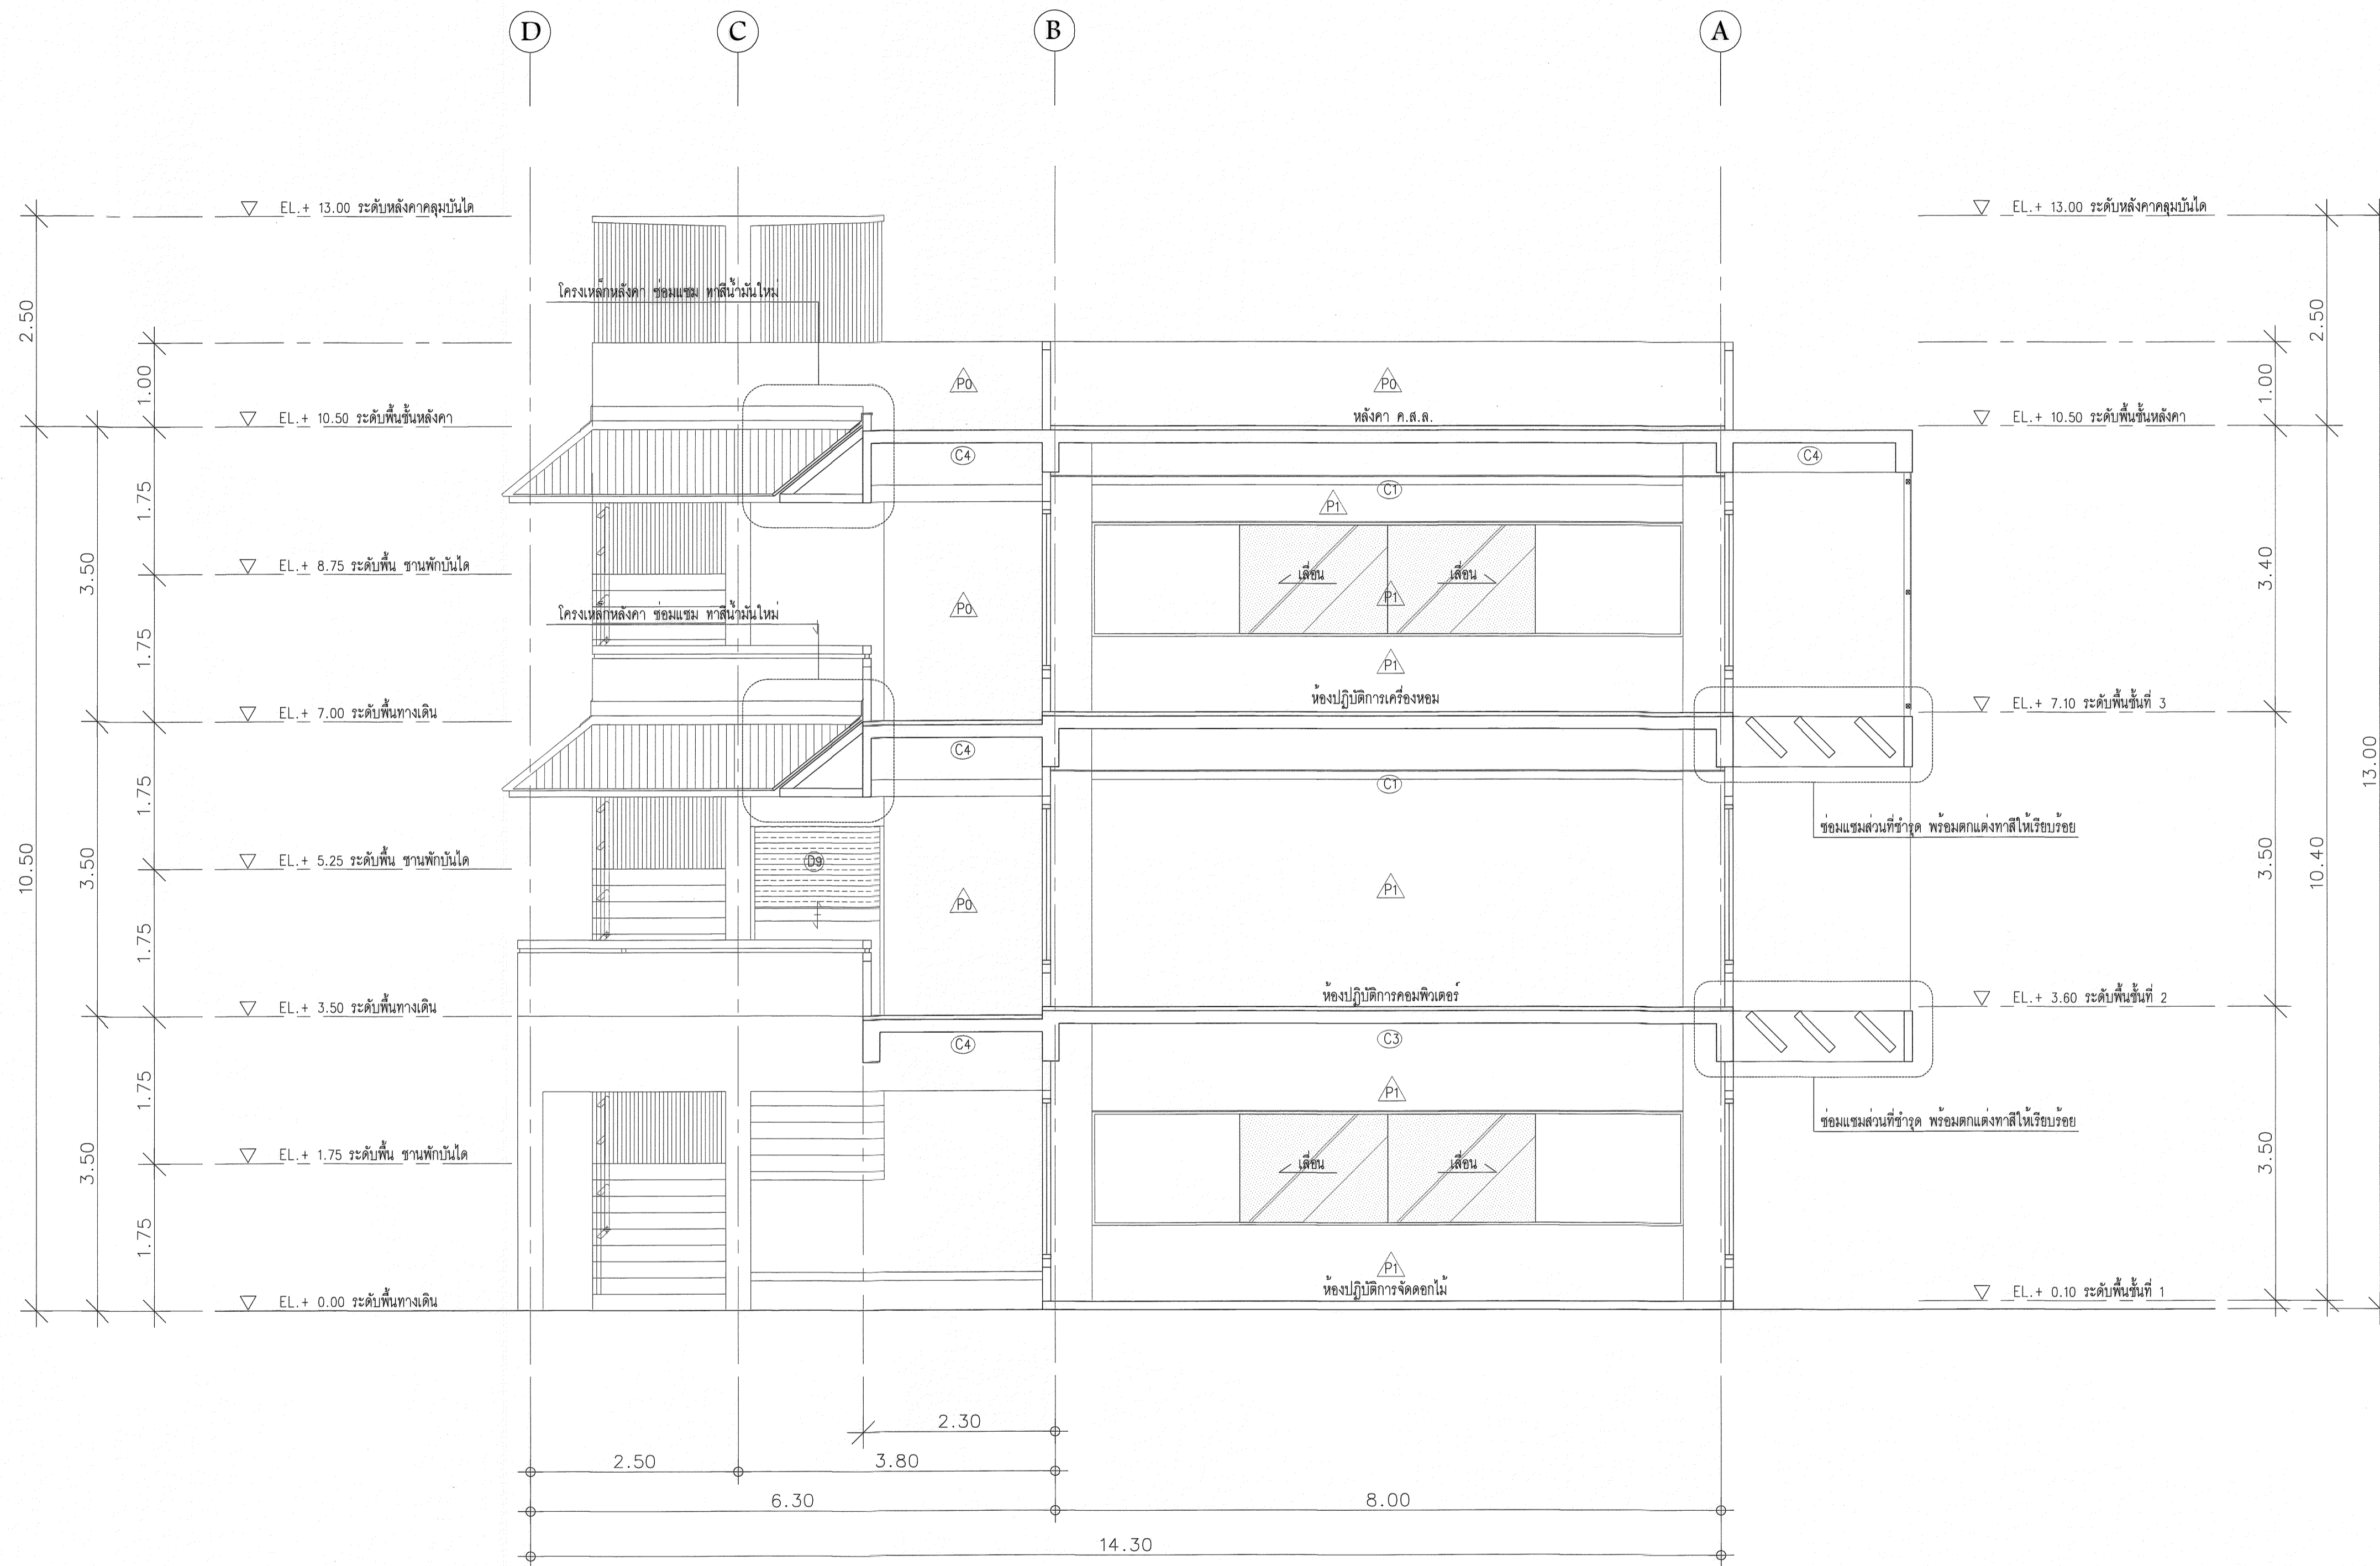 D
C
B
A
EL.+ 13.00 ระดับหลังคาคลุมบันได
EL.+ 13.00 ระดับหลังคาคลุมบันได
โครงเหล็กหลังคา ซ่อมแซม ทาสีน้ำมันใหม่
2.50
2.50
1.00
1.00
P0
P0
EL.+ 10.50 ระดับพื้นชั้นหลังคา
หลังคา ค.ส.ล.
EL.+ 10.50 ระดับพื้นชั้นหลังคา
C4
C4
C1
P1
1.75
3.50
EL.+ 8.75 ระดับพื้น ชานพักบันได
เลื่อน
เลื่อน
3.40
P1
P0
โครงเหล็กหลังคา ซ่อมแซม ทาสีน้ำมันใหม่
1.75
P1
ห้องปฏิบัติการเครื่องหอม
EL.+ 7.00 ระดับพื้นทางเดิน
EL.+ 7.10 ระดับพื้นชั้นที่ 3
C4
13.00
C1
1.75
ซ่อมแซมส่วนที่ชำรุด พร้อมตกแต่งทาสีให้เรียบร้อย
10.50
3.50
EL.+ 5.25 ระดับพื้น ชานพักบันได
D9
3.50
10.40
P1
P0
1.75
ห้องปฏิบัติการคอมพิวเตอร์
EL.+ 3.50 ระดับพื้นทางเดิน
EL.+ 3.60 ระดับพื้นชั้นที่ 2
C4
C3
1.75
P1
ซ่อมแซมส่วนที่ชำรุด พร้อมตกแต่งทาสีให้เรียบร้อย
3.50
EL.+ 1.75 ระดับพื้น ชานพักบันได
เลื่อน
เลื่อน
3.50
1.75
P1
ห้องปฏิบัติการจัดดอกไม้
EL.+ 0.00 ระดับพื้นทางเดิน
EL.+ 0.10 ระดับพื้นชั้นที่ 1
2.30
2.50
3.80
6.30
8.00
14.30